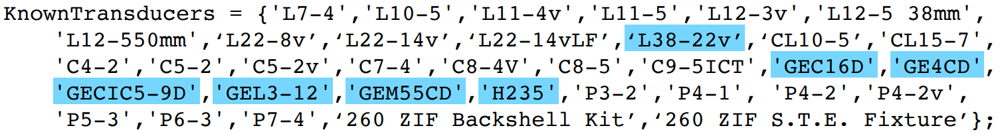 KnownTransducers = {'L7-4','L10-5','L11-4v','L11-5','L12-3v','L12-5 38mm',
'L12-550mm',‘L22-8v’,‘L22-14v’,‘L22-14vLF’,‘L38-22v’,‘CL10-5’,'CL15-7',
'C4-2','C5-2','C5-2v','C7-4','C8-4V','C8-5','C9-5ICT','GEC16D','GE4CD',
'GECIC5-9D','GEL3-12','GEM55CD','H235','P3-2','P4-1', 'P4-2','P4-2v',
'P5-3','P6-3','P7-4',‘260 ZIF Backshell Kit’,‘260 ZIF S.T.E. Fixture’};